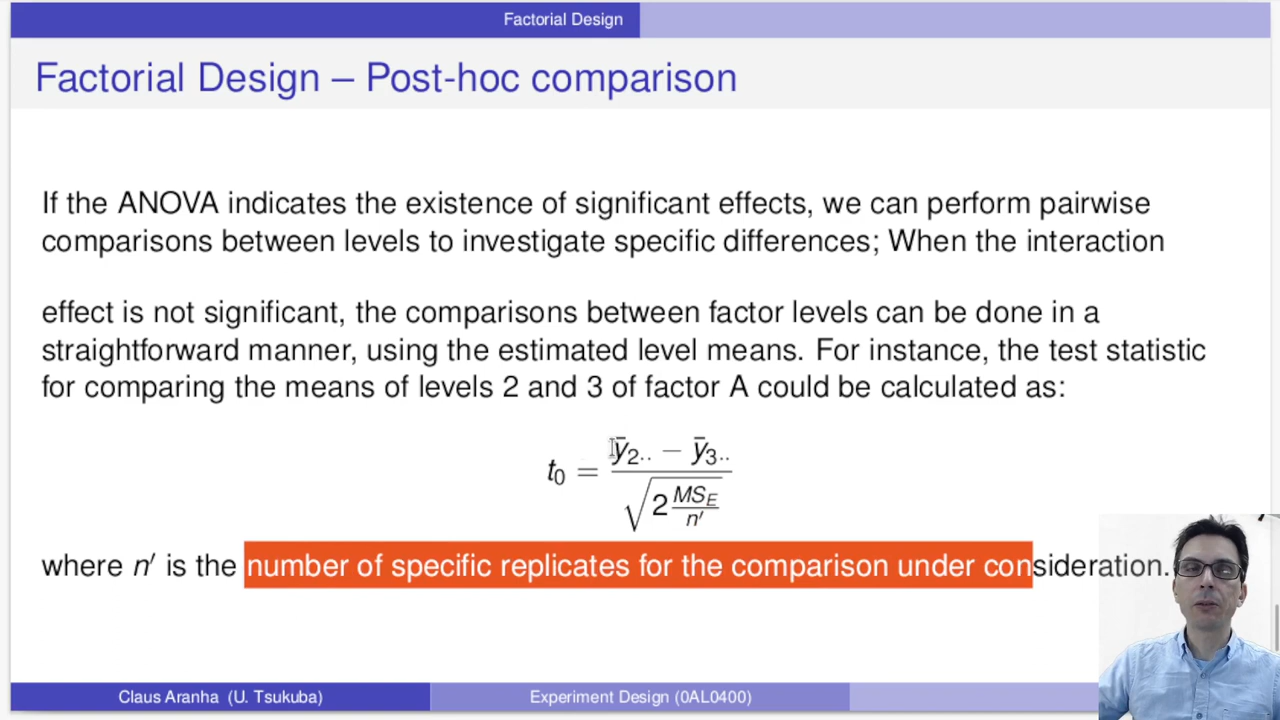 Factorial Design
Factorial Design – Post-hoc comparison
If the ANOVA indicates the existence of significant effects, we can perform pairwise
comparisons between levels to investigate specific differences; When the interaction
effect is not significant, the comparisons between factor levels can be done in a
straightforward manner, using the estimated level means. For instance, the test statistic
for comparing the means of levels 2 and 3 of factor A could be calculated as:
t₀ = (ȳ₂.. − ȳ₃..) / √(2 MS_E / n′)
where n′ is the number of specific replicates for the comparison under consideration.
Claus Aranha (U. Tsukuba)
Experiment Design (0AL0400)